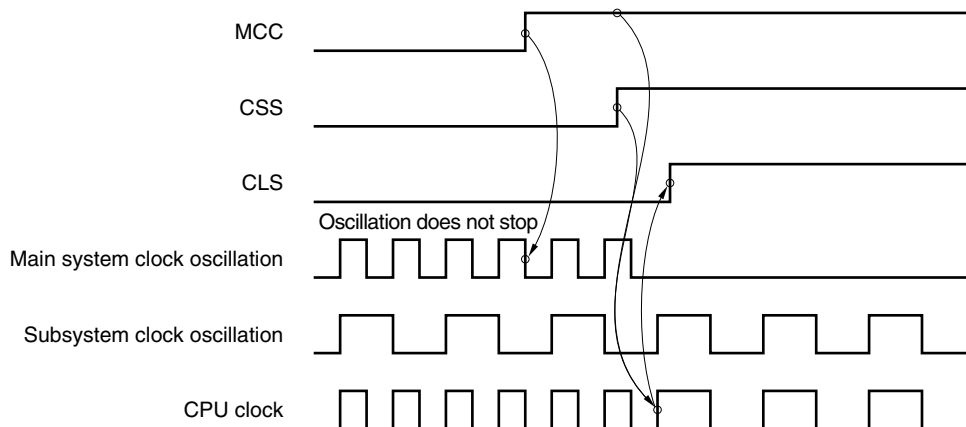 MCC
CSS
CLS
Oscillation does not stop
Main system clock oscillation
Subsystem clock oscillation
CPU clock